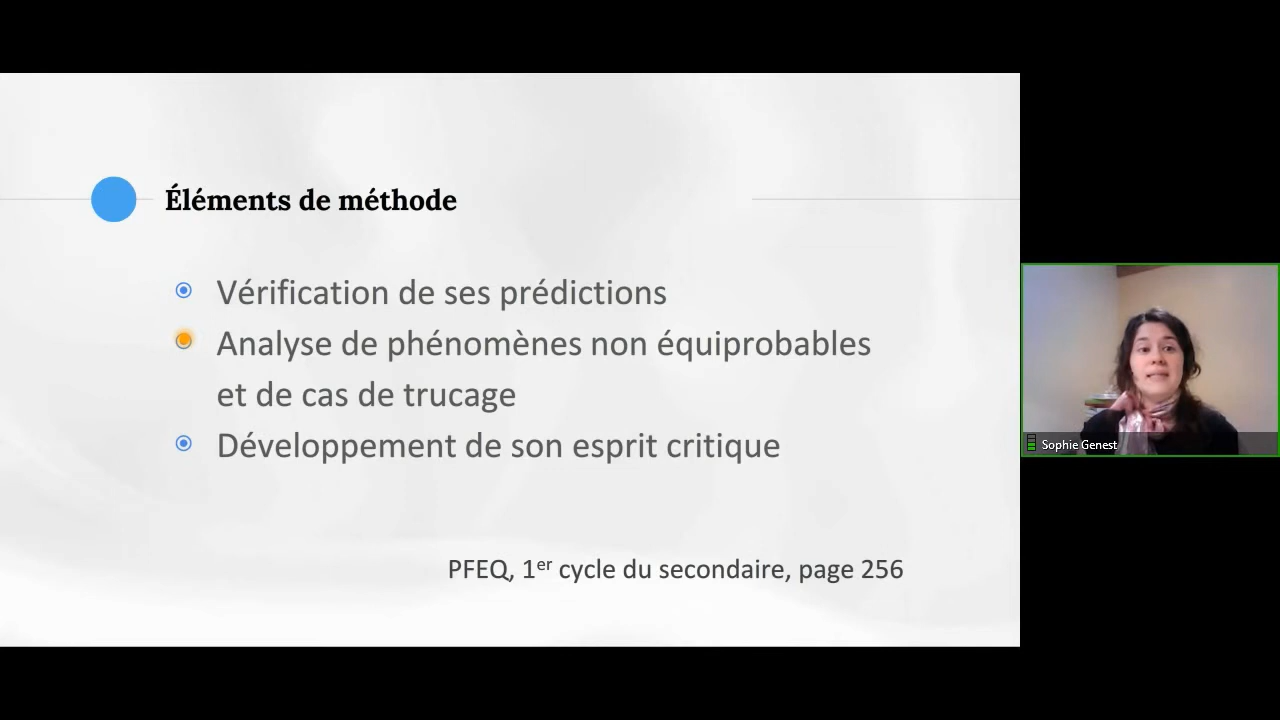 Éléments de méthode
Vérification de ses prédictions
Analyse de phénomènes non équiprobables
et de cas de trucage
Développement de son esprit critique
PFEQ, 1er cycle du secondaire, page 256
Sophie Genest